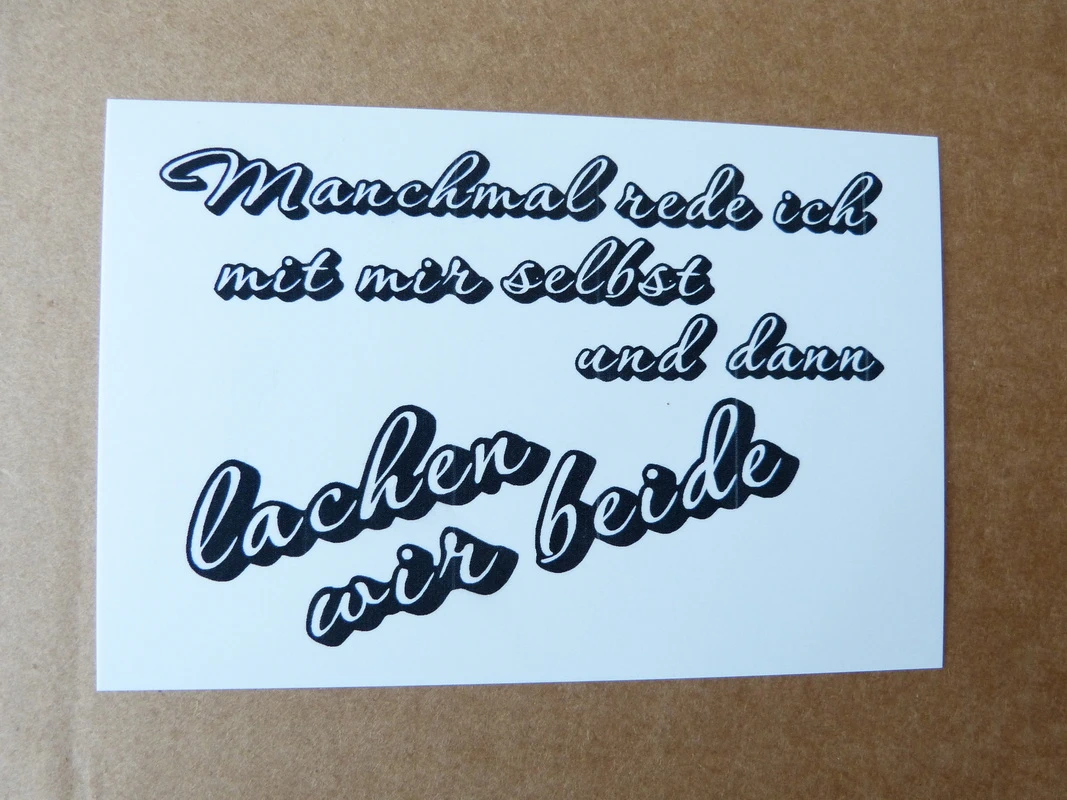 Manchmal rede ich
mit mir selbst
und dann
lachen
wir beide